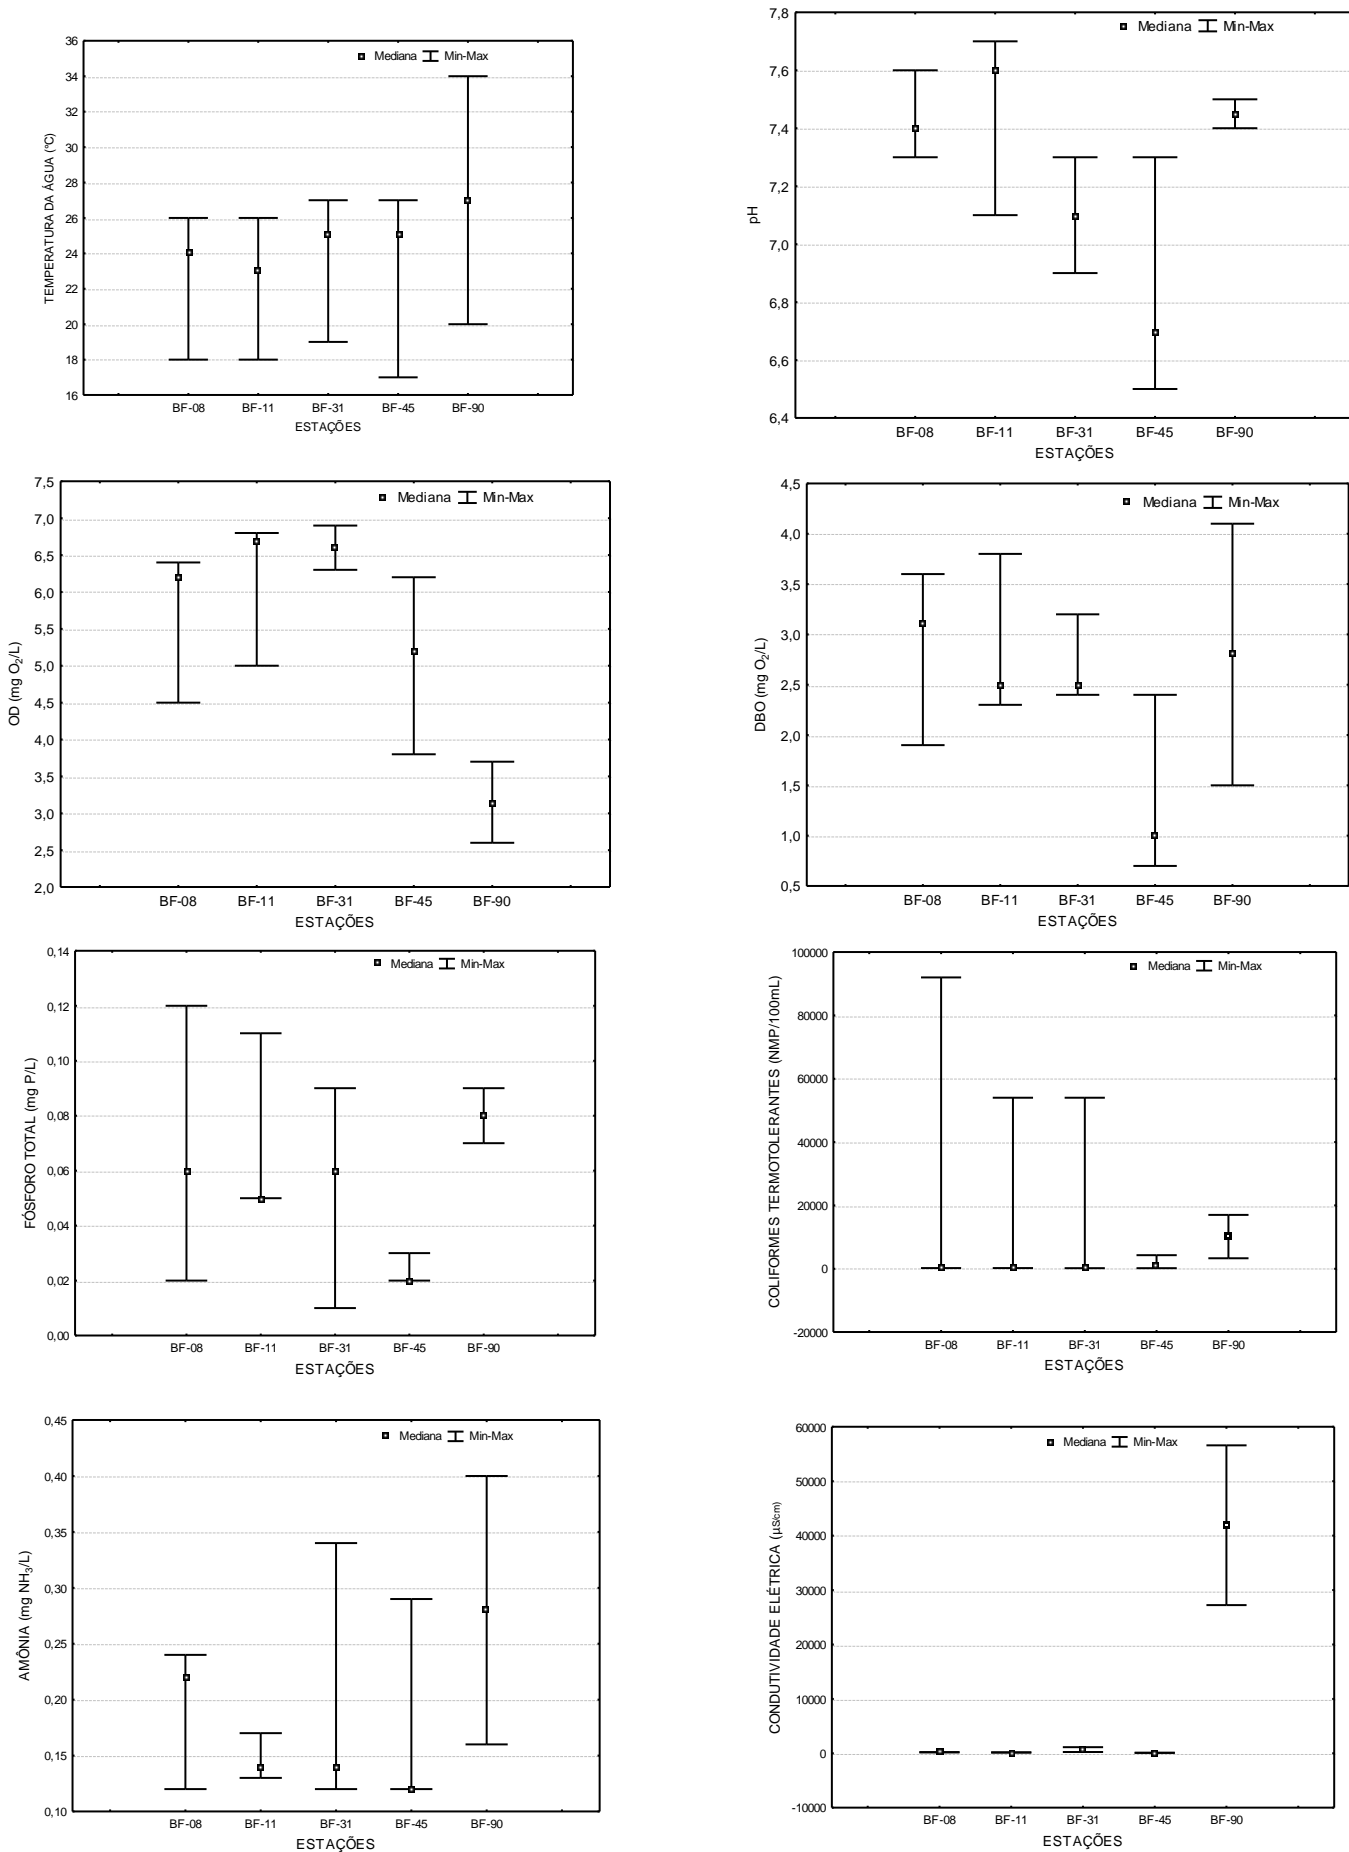 Mediana Min-Max
TEMPERATURA DA ÁGUA (°C)
36
34
32
30
28
26
24
22
20
18
16
BF-08 BF-11 BF-31 BF-45 BF-90
ESTAÇÕES
Mediana Min-Max
pH
7,8
7,6
7,4
7,2
7,0
6,8
6,6
6,4
BF-08 BF-11 BF-31 BF-45 BF-90
ESTAÇÕES
Mediana Min-Max
OD (mg O₂/L)
7,5
7,0
6,5
6,0
5,5
5,0
4,5
4,0
3,5
3,0
2,5
2,0
BF-08 BF-11 BF-31 BF-45 BF-90
ESTAÇÕES
Mediana Min-Max
DBO (mg O₂/L)
4,5
4,0
3,5
3,0
2,5
2,0
1,5
1,0
0,5
BF-08 BF-11 BF-31 BF-45 BF-90
ESTAÇÕES
Mediana Min-Max
FÓSFORO TOTAL (mg P/L)
0,14
0,12
0,10
0,08
0,06
0,04
0,02
0,00
BF-08 BF-11 BF-31 BF-45 BF-90
ESTAÇÕES
Mediana Min-Max
COLIFORMES TERMOTOLERANTES (NMP/100mL)
100000
80000
60000
40000
20000
0
-20000
BF-08 BF-11 BF-31 BF-45 BF-90
ESTAÇÕES
Mediana Min-Max
AMÔNIA (mg NH₃/L)
0,45
0,40
0,35
0,30
0,25
0,20
0,15
0,10
BF-08 BF-11 BF-31 BF-45 BF-90
ESTAÇÕES
Mediana Min-Max
CONDUTIVIDADE ELÉTRICA (µS/cm)
60000
50000
40000
30000
20000
10000
0
-10000
BF-08 BF-11 BF-31 BF-45 BF-90
ESTAÇÕES